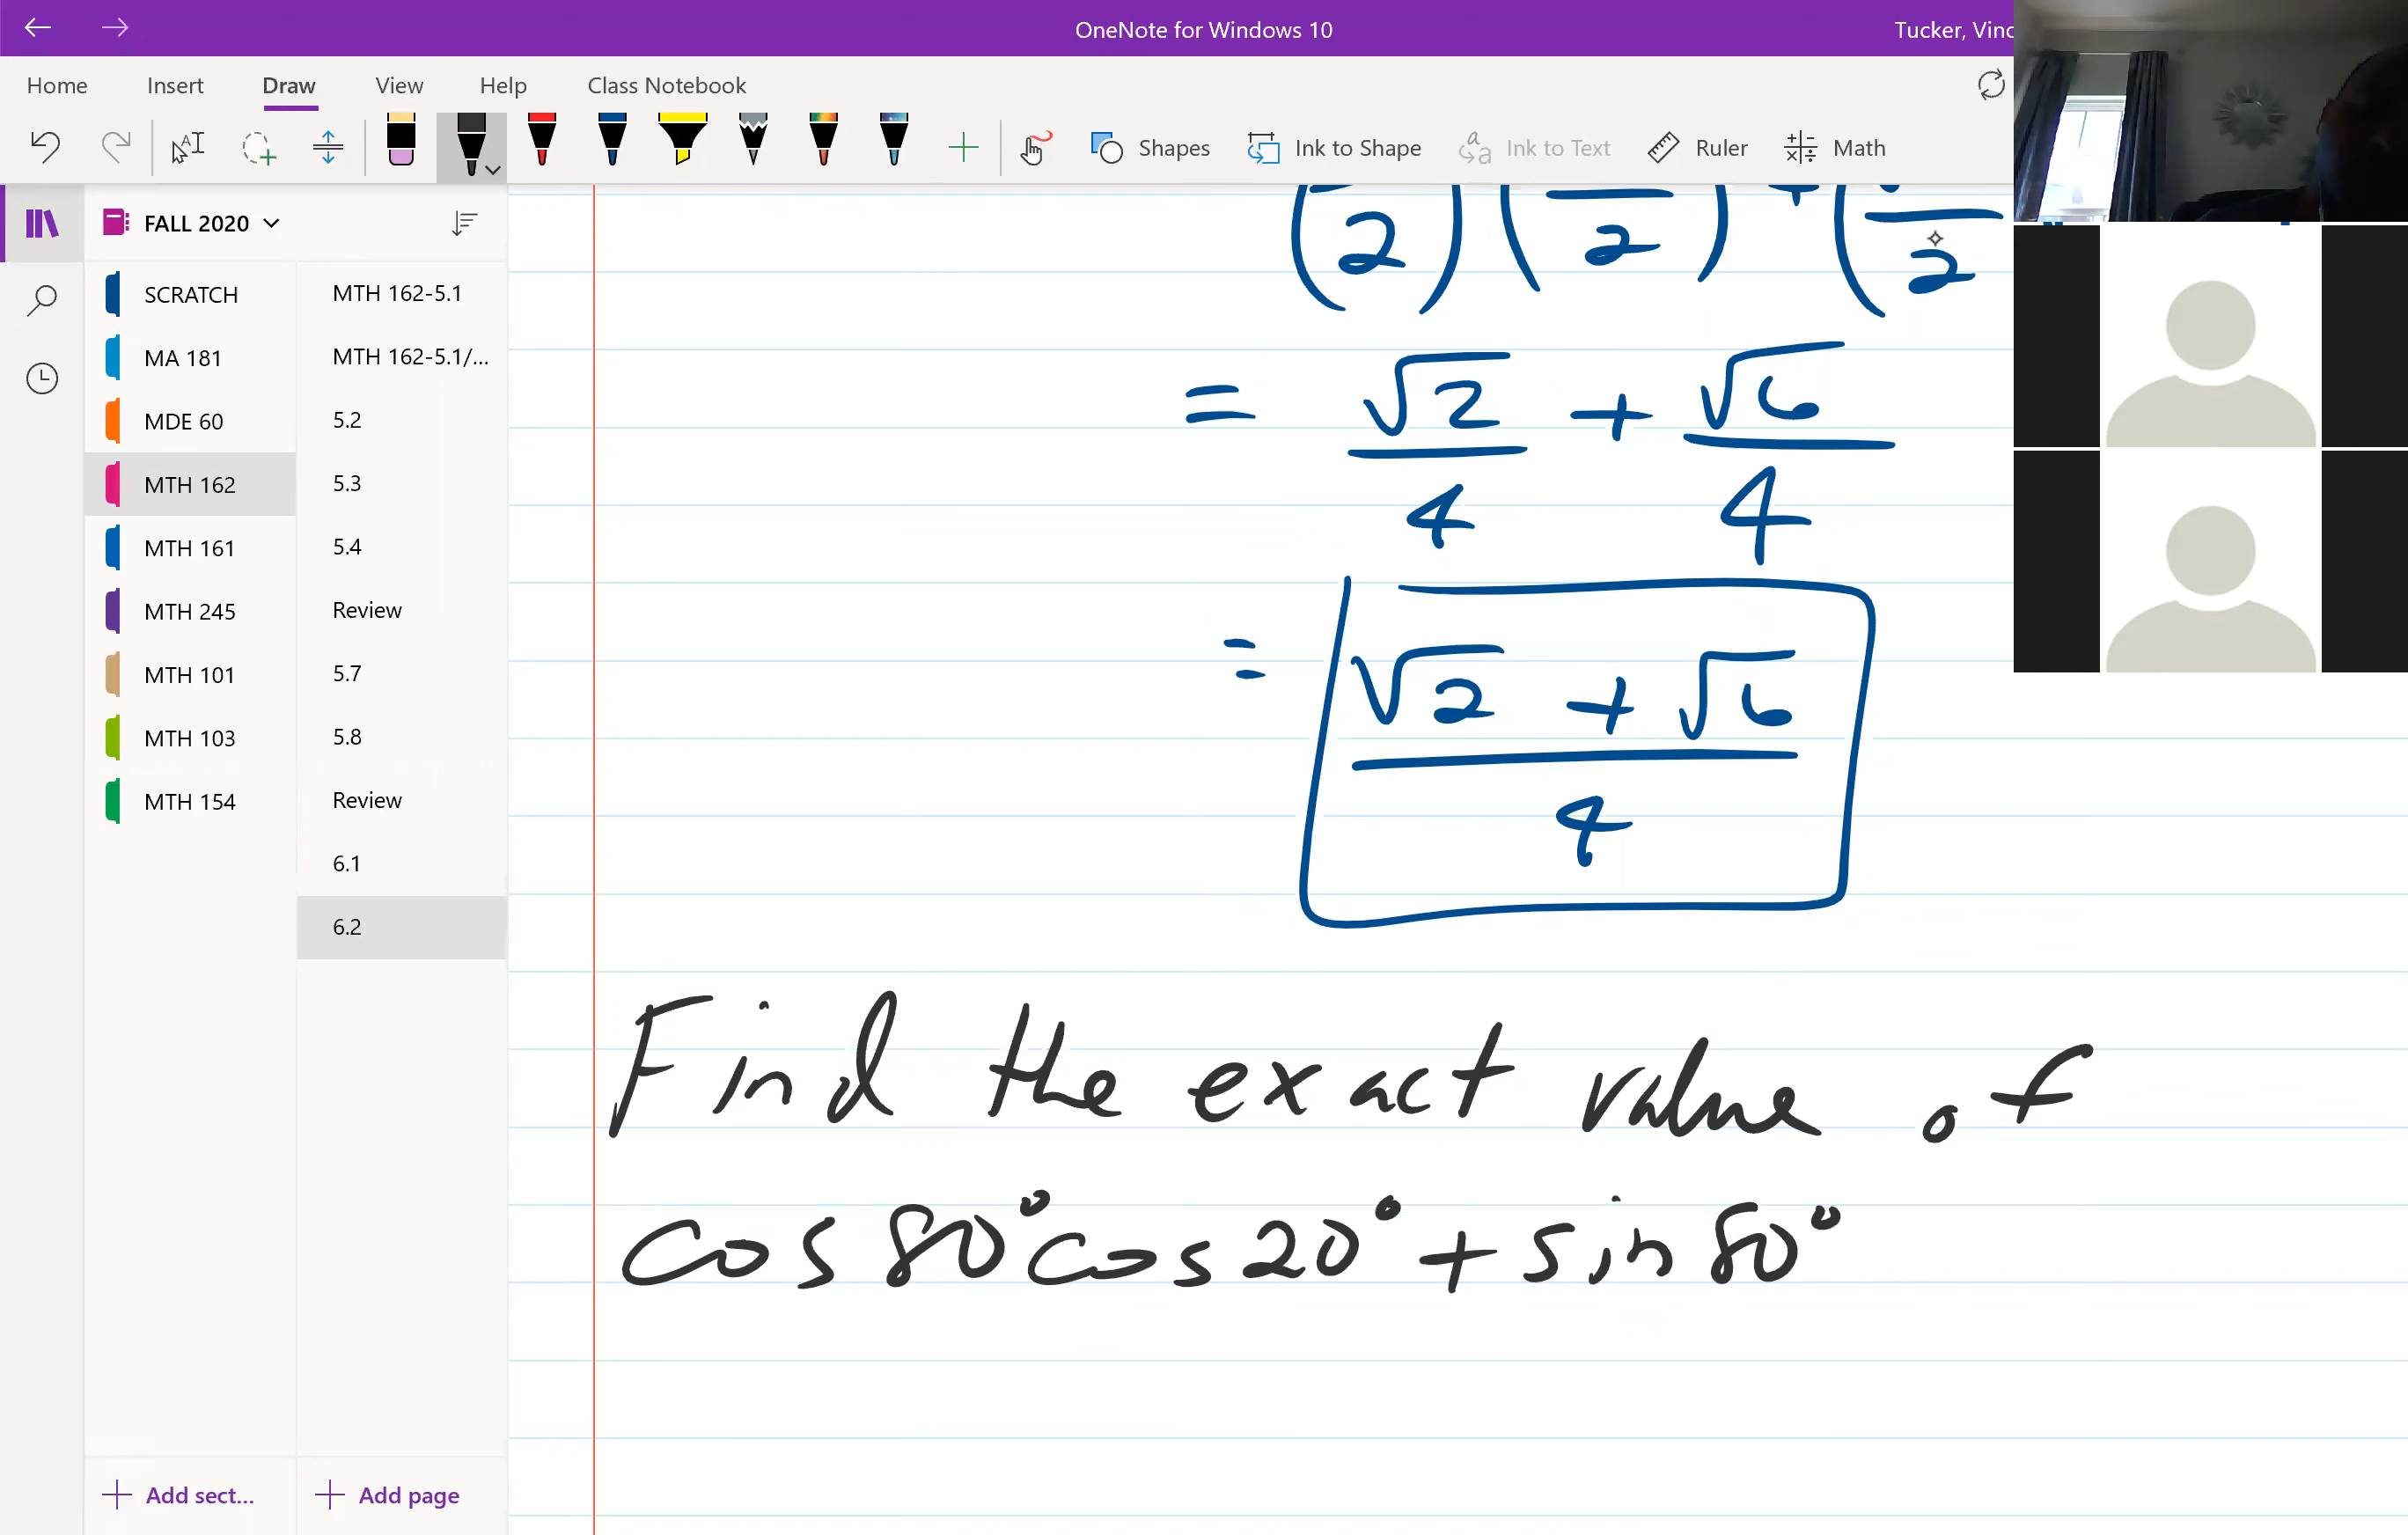 OneNote for Windows 10
Tucker, Vinc
Home Insert Draw View Help Class Notebook
Shapes Ink to Shape Ink to Text Ruler Math
FALL 2020
SCRATCH
MA 181
MDE 60
MTH 162
MTH 161
MTH 245
MTH 101
MTH 103
MTH 154
MTH 162-5.1
MTH 162-5.1/...
5.2
5.3
5.4
Review
5.7
5.8
Review
6.1
6.2
+ Add sect...
+ Add page
( 2 ) ( 2 ) + ( 2
= √2/4 + √6/4
= (√2 + √6)/4
Find the exact value of
cos 80° cos 20° + sin 80°